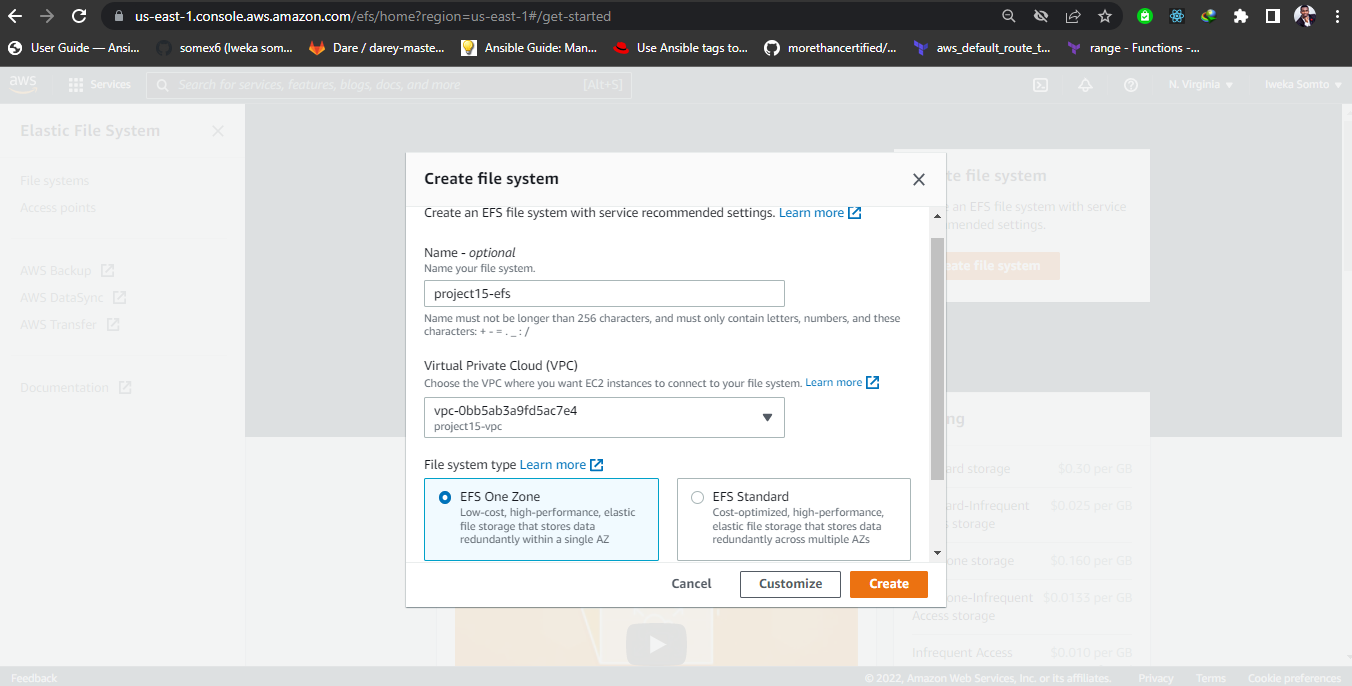 us-east-1.console.aws.amazon.com/efs/home?region=us-east-1#/get-started
User Guide — Ansi...
somex6 (Iweka som...
Dare / darey-maste...
Ansible Guide: Man...
Use Ansible tags to...
morethancertified/...
aws_default_route_t...
range - Functions -...
aws
Services
Search for services, features, blogs, docs, and more
[Alt+S]
N. Virginia
Iweka Somto
Elastic File System
File systems
Access points
AWS Backup
AWS DataSync
AWS Transfer
Documentation
Create file system
Create an EFS file system with service recommended settings. Learn more
Name - optional
Name your file system.
project15-efs
Name must not be longer than 256 characters, and must only contain letters, numbers, and these
characters: + - = . _ : /
Virtual Private Cloud (VPC)
Choose the VPC where you want EC2 instances to connect to your file system. Learn more
vpc-0bb5ab3a9fd5ac7e4
project15-vpc
File system type Learn more
EFS One Zone
Low-cost, high-performance, elastic
file storage that stores data
redundantly within a single AZ
EFS Standard
Cost-optimized, high-performance,
elastic file storage that stores data
redundantly across multiple AZs
Cancel
Customize
Create
te file system
an EFS file system with service
mended settings.
ate file system
ng
ard storage
$0.30 per GB
ard-Infrequent
$0.025 per GB
s storage
one storage
$0.160 per GB
one-Infrequent
$0.0133 per GB
Access storage
Infrequent Access
$0.010 per GB
Feedback
© 2022, Amazon Web Services, Inc. or its affiliates.
Privacy
Terms
Cookie preferences